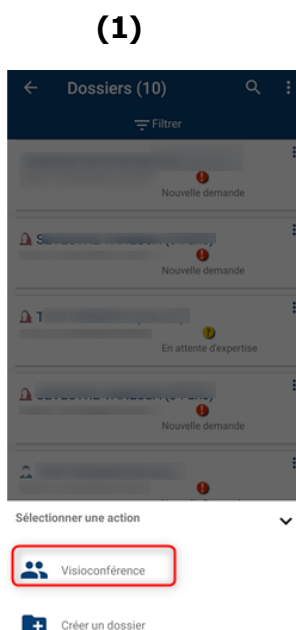 (1)
Dossiers (10)
Filtrer
Nouvelle demande
Nouvelle demande
En attente d'expertise
Nouvelle demande
Sélectionner une action
Visioconférence
Créer un dossier